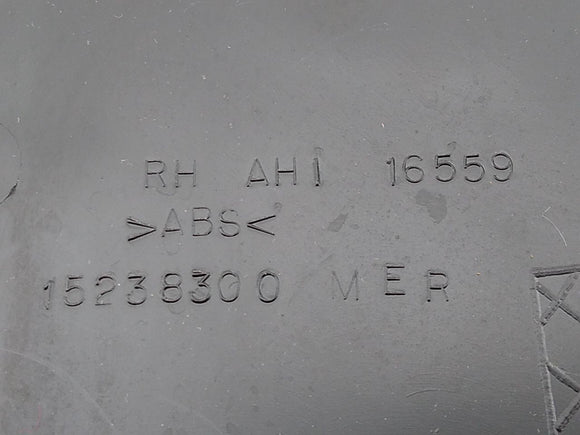 RH AHI 16559
>ABS<
15238300 MER